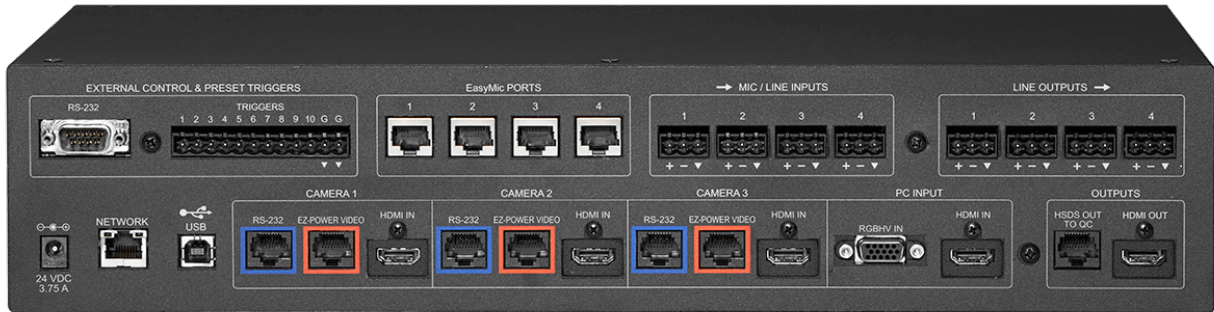 EXTERNAL CONTROL & PRESET TRIGGERS
RS-232
TRIGGERS
1 2 3 4 5 6 7 8 9 10 G G
EasyMic PORTS
1 2 3 4
→ MIC / LINE INPUTS
1 2 3 4
+ − ▼ + − ▼ + − ▼ + − ▼
LINE OUTPUTS →
1 2 3 4
+ − ▼ + − ▼ + − ▼ + − ▼
24 VDC
3.75 A
NETWORK
USB
CAMERA 1
RS-232 EZ-POWER VIDEO HDMI IN
CAMERA 2
RS-232 EZ-POWER VIDEO HDMI IN
CAMERA 3
RS-232 EZ-POWER VIDEO HDMI IN
PC INPUT
RGBHV IN HDMI IN
OUTPUTS
HSDS OUT
TO QC
HDMI OUT